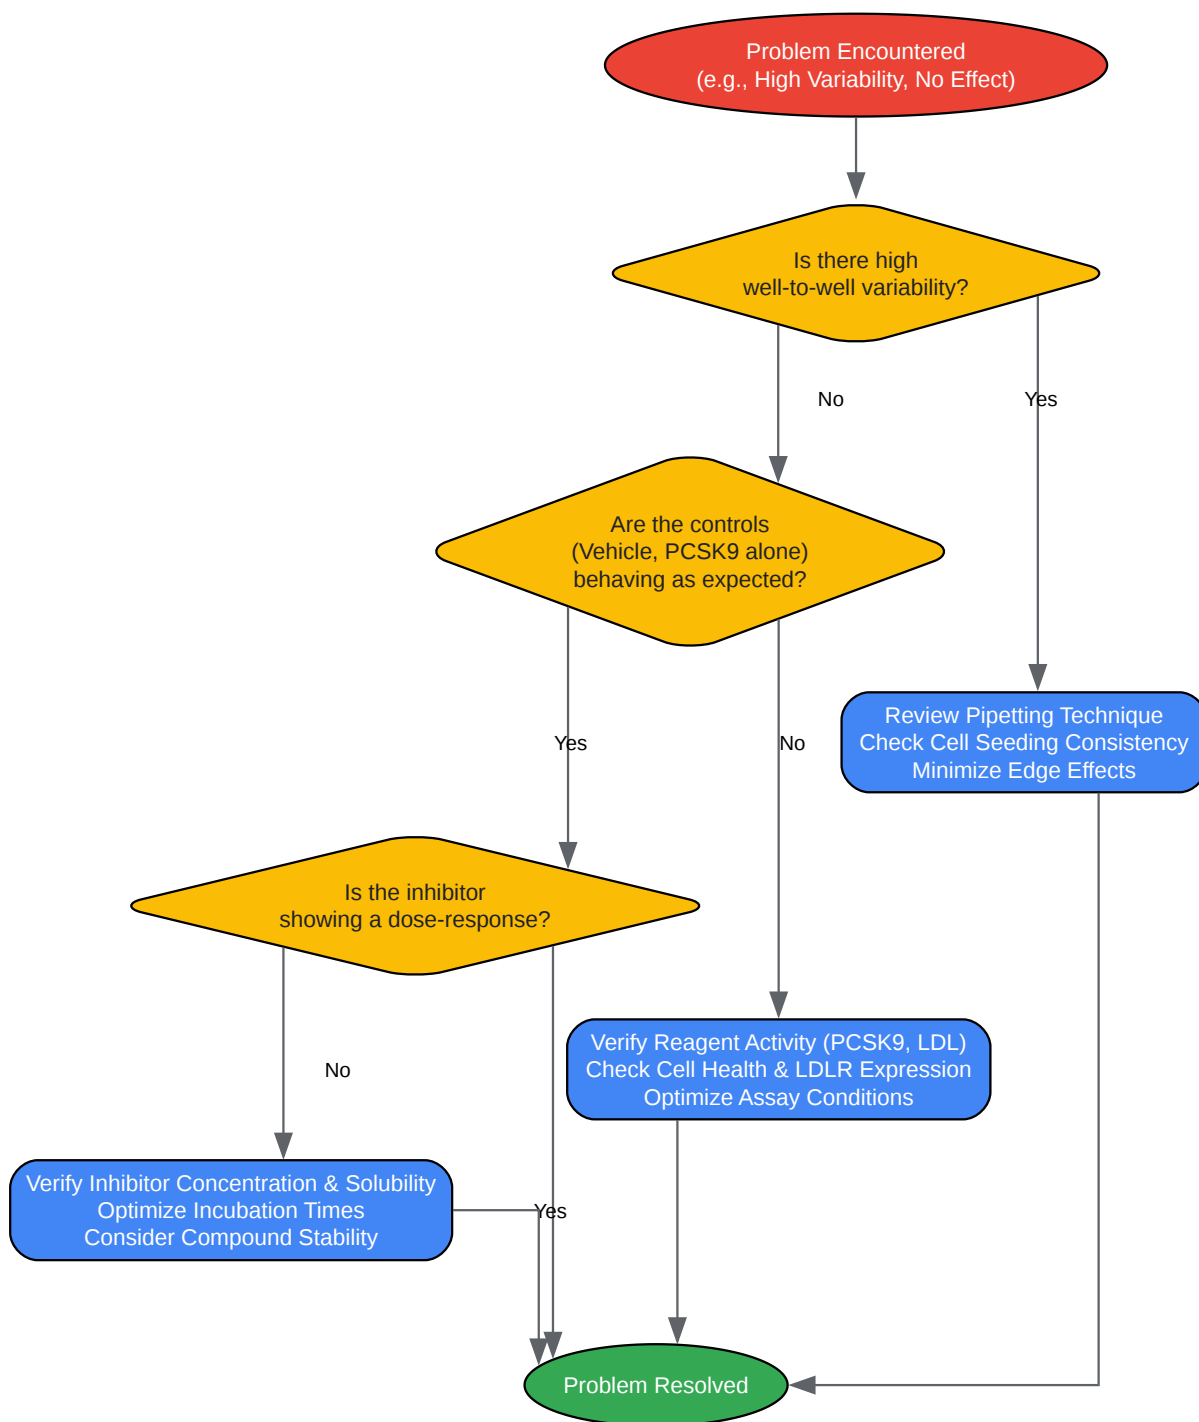 Problem Encountered
(e.g., High Variability, No Effect)
Is there high
well-to-well variability?
No
Yes
Are the controls
(Vehicle, PCSK9 alone)
behaving as expected?
Review Pipetting Technique
Check Cell Seeding Consistency
Minimize Edge Effects
Yes
No
Is the inhibitor
showing a dose-response?
Verify Reagent Activity (PCSK9, LDL)
Check Cell Health & LDLR Expression
Optimize Assay Conditions
No
Verify Inhibitor Concentration & Solubility
Optimize Incubation Times
Consider Compound Stability
Yes
Problem Resolved